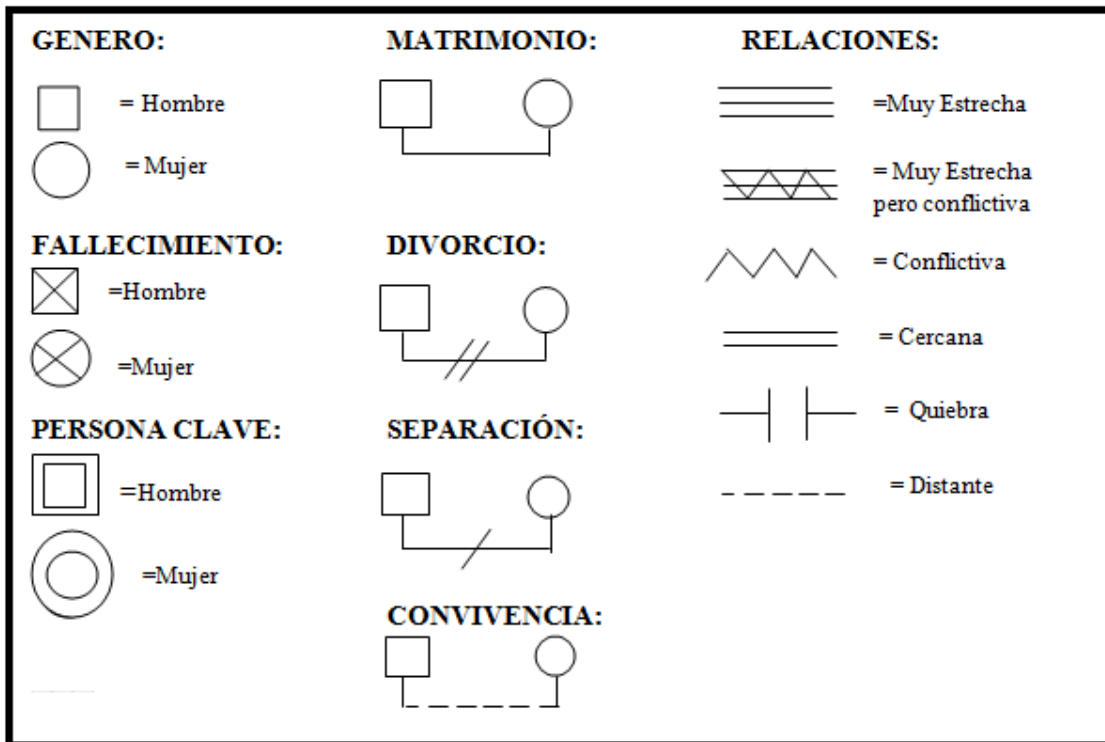 GENERO:
= Hombre
= Mujer
FALLECIMIENTO:
=Hombre
=Mujer
PERSONA CLAVE:
=Hombre
=Mujer
MATRIMONIO:
DIVORCIO:
SEPARACIÓN:
CONVIVENCIA:
RELACIONES:
=Muy Estrecha
= Muy Estrecha
pero conflictiva
= Conflictiva
= Cercana
= Quiebra
= Distante